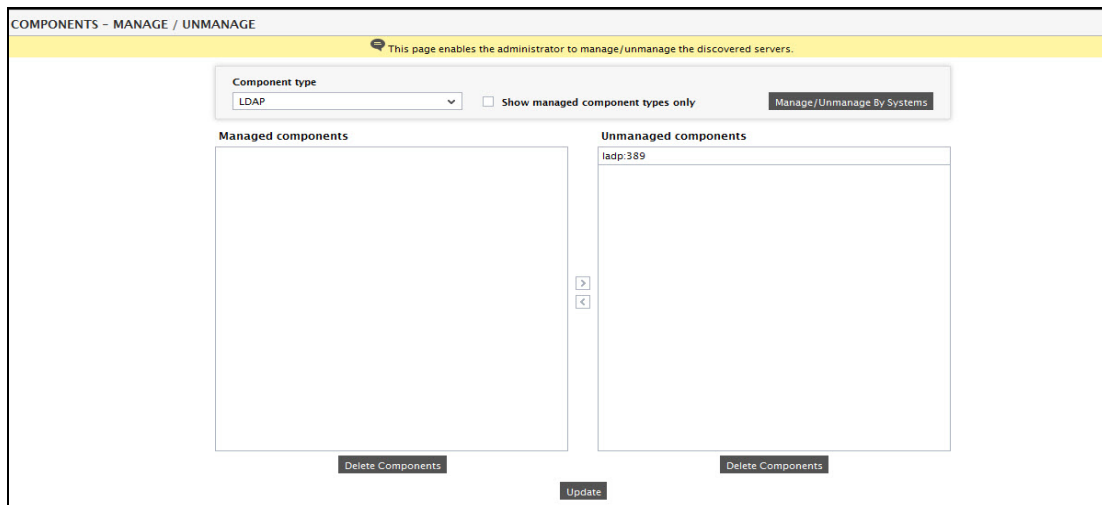 COMPONENTS - MANAGE / UNMANAGE
This page enables the administrator to manage/unmanage the discovered servers.
Component type
LDAP
Show managed component types only
Manage/Unmanage By Systems
Managed components
Unmanaged components
ladp:389
>
<
Delete Components
Delete Components
Update